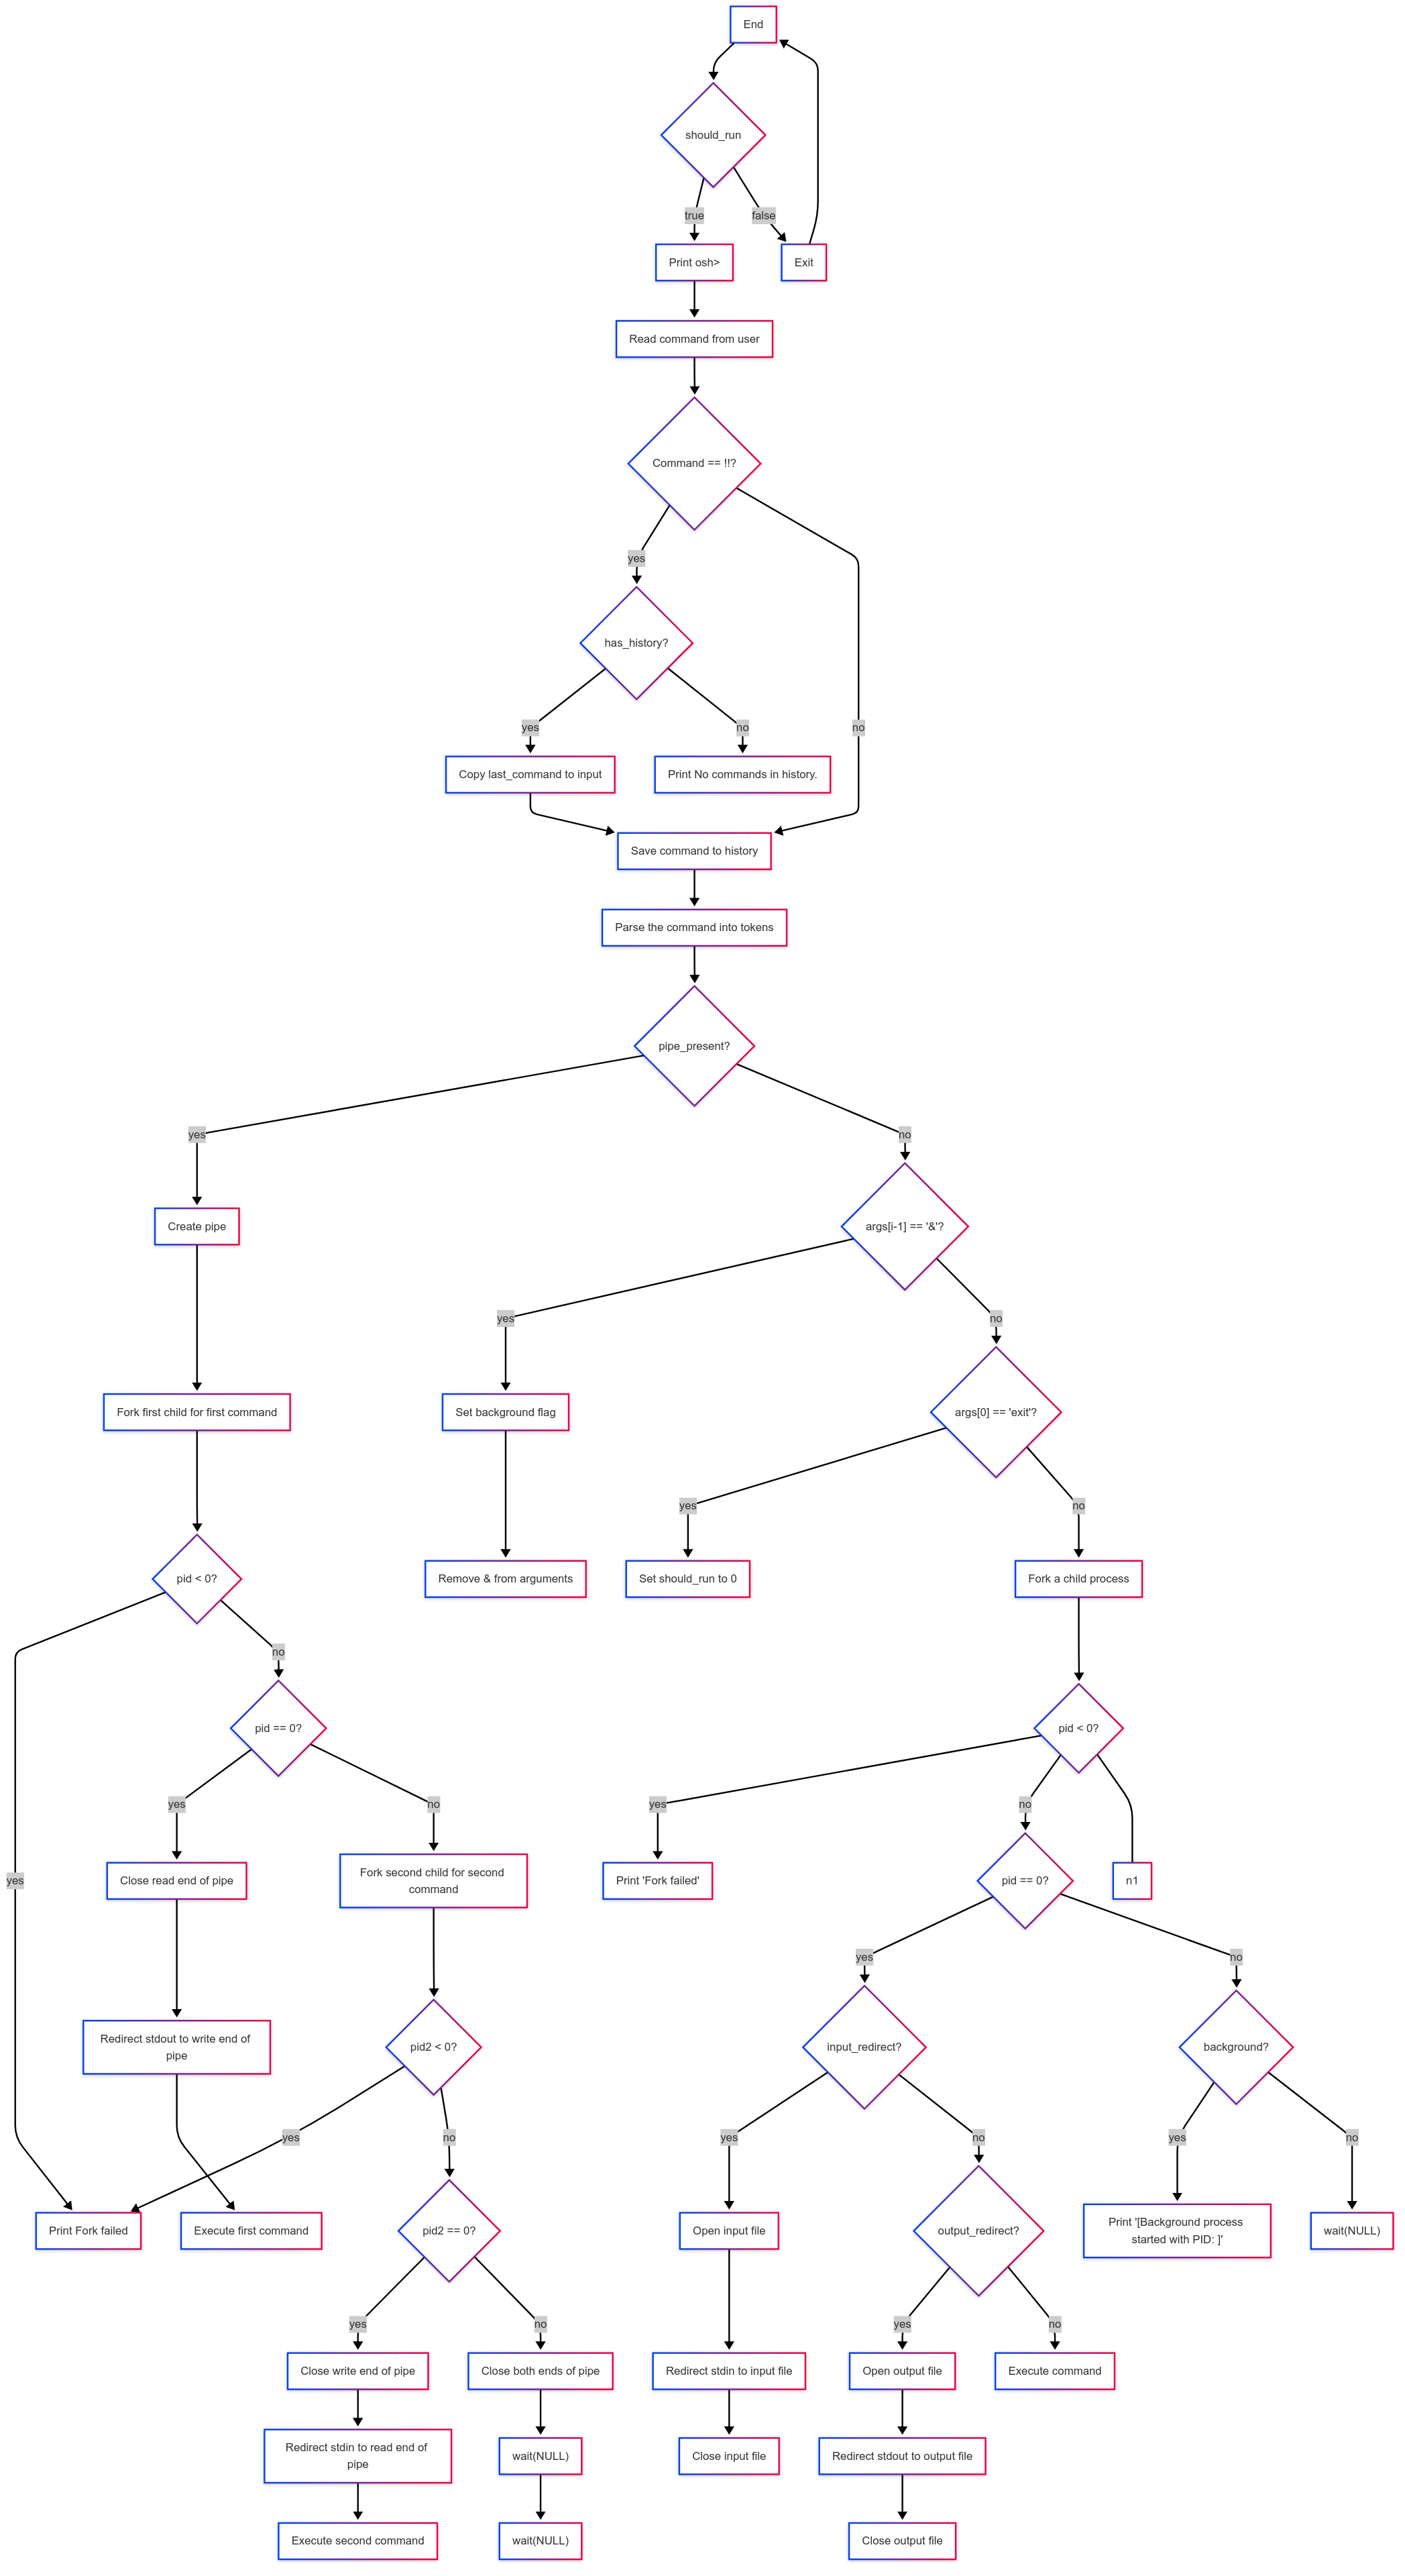 End
should_run
true
false
Print osh>
Exit
Read command from user
Command == !!?
yes
has_history?
yes
no
no
Copy last_command to input
Print No commands in history.
Save command to history
Parse the command into tokens
pipe_present?
yes
no
Create pipe
args[i-1] == '&'?
yes
no
Fork first child for first command
Set background flag
args[0] == 'exit'?
yes
no
pid < 0?
Remove & from arguments
Set should_run to 0
Fork a child process
no
pid == 0?
pid < 0?
yes
no
yes
no
yes
Close read end of pipe
Fork second child for second
command
Print 'Fork failed'
pid == 0?
n1
yes
no
Redirect stdout to write end of
pipe
pid2 < 0?
input_redirect?
background?
yes
no
yes
no
yes
no
Print Fork failed
Execute first command
pid2 == 0?
Open input file
output_redirect?
Print '[Background process
started with PID: ]'
wait(NULL)
yes
no
yes
no
Close write end of pipe
Close both ends of pipe
Redirect stdin to input file
Open output file
Execute command
Redirect stdin to read end of
pipe
wait(NULL)
Close input file
Redirect stdout to output file
Execute second command
wait(NULL)
Close output file